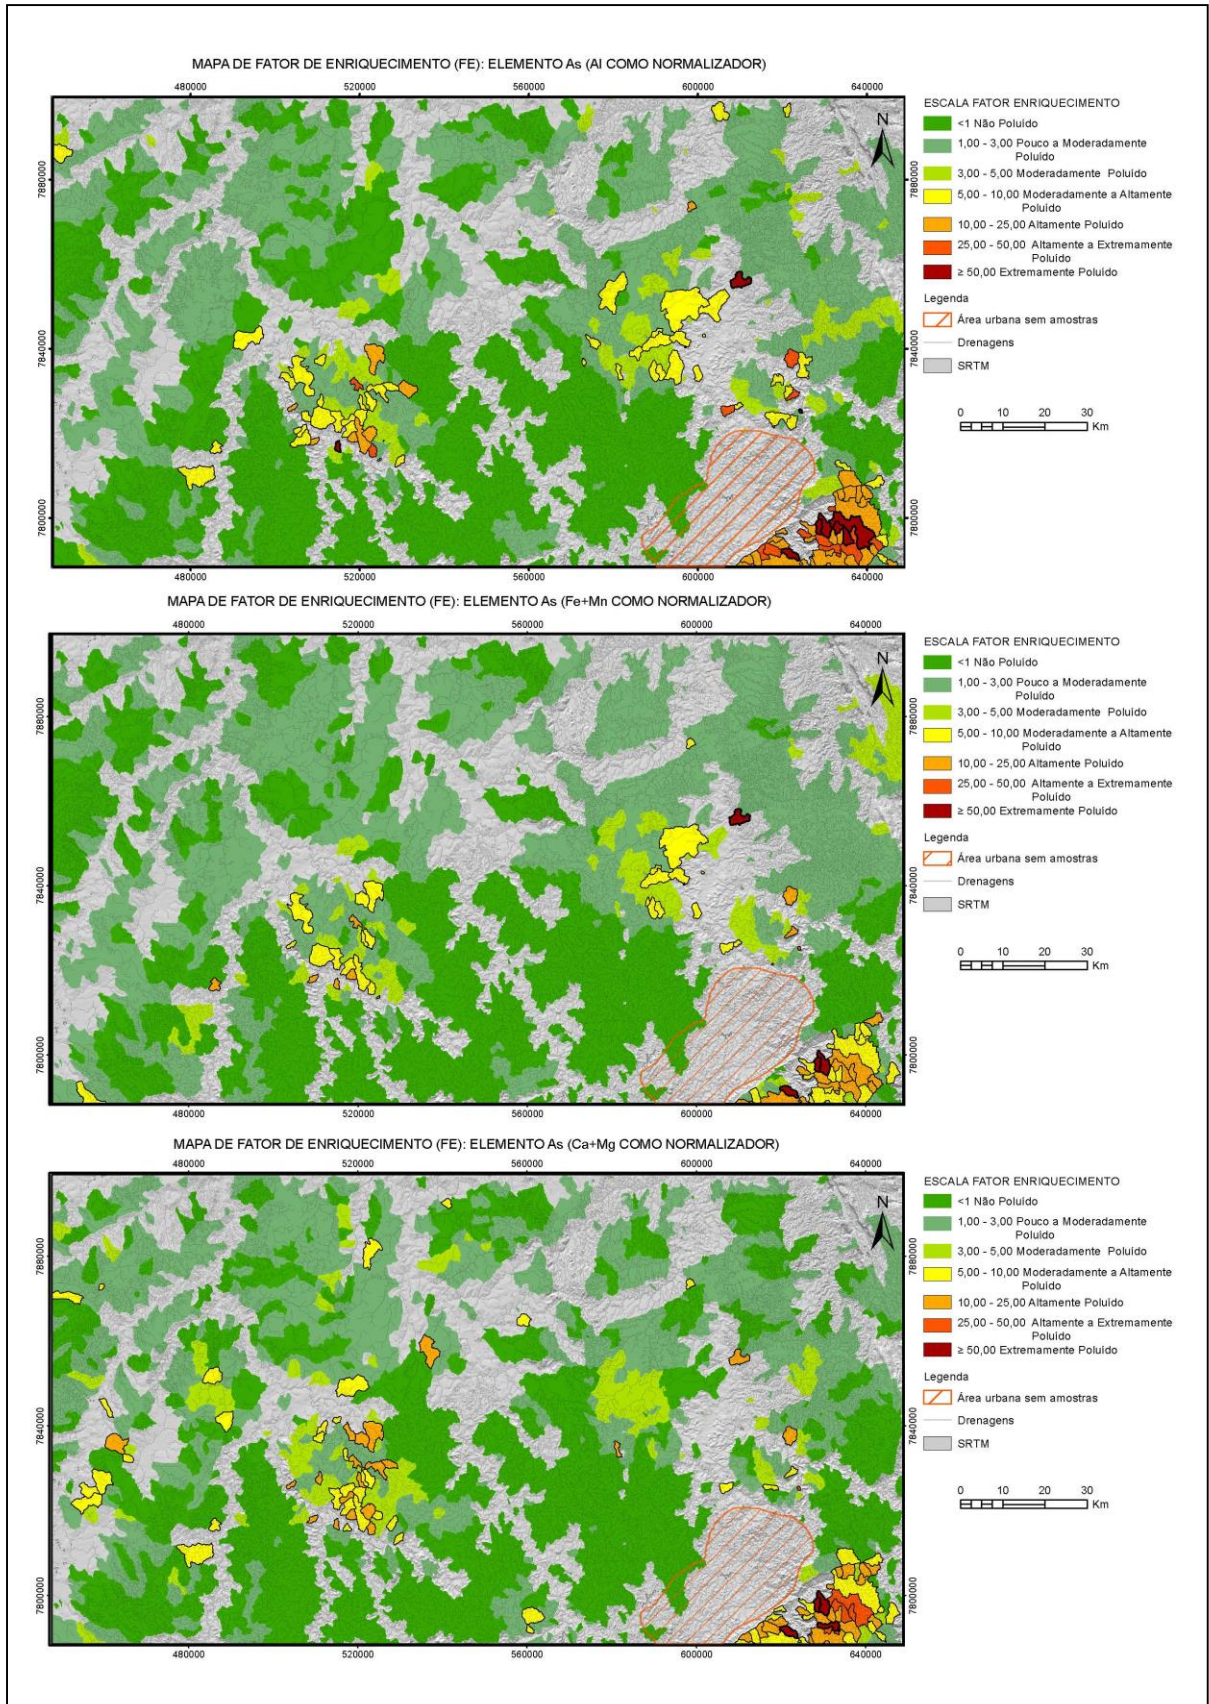 MAPA DE FATOR DE ENRIQUECIMENTO (FE): ELEMENTO As (Al COMO NORMALIZADOR)
480000 520000 560000 600000 640000
7880000 7840000 7800000
N
7880000 7840000 7800000
480000 520000 560000 600000 640000
ESCALA FATOR ENRIQUECIMENTO
<1 Não Poluído
1,00 - 3,00 Pouco a Moderadamente
Poluído
3,00 - 5,00 Moderadamente Poluído
5,00 - 10,00 Moderadamente a Altamente
Poluído
10,00 - 25,00 Altamente Poluído
25,00 - 50,00 Altamente a Extremamente
Poluído
≥ 50,00 Extremamente Poluído
Legenda
Área urbana sem amostras
Drenagens
SRTM
0 5 10 20 30
Km
MAPA DE FATOR DE ENRIQUECIMENTO (FE): ELEMENTO As (Fe+Mn COMO NORMALIZADOR)
480000 520000 560000 600000 640000
7880000 7840000 7800000
N
7880000 7840000 7800000
480000 520000 560000 600000 640000
ESCALA FATOR ENRIQUECIMENTO
<1 Não Poluído
1,00 - 3,00 Pouco a Moderadamente
Poluído
3,00 - 5,00 Moderadamente Poluído
5,00 - 10,00 Moderadamente a Altamente
Poluído
10,00 - 25,00 Altamente Poluído
25,00 - 50,00 Altamente a Extremamente
Poluído
≥ 50,00 Extremamente Poluído
Legenda
Área urbana sem amostras
Drenagens
SRTM
0 5 10 20 30
Km
MAPA DE FATOR DE ENRIQUECIMENTO (FE): ELEMENTO As (Ca+Mg COMO NORMALIZADOR)
480000 520000 560000 600000 640000
7880000 7840000 7800000
N
7880000 7840000 7800000
480000 520000 560000 600000 640000
ESCALA FATOR ENRIQUECIMENTO
<1 Não Poluído
1,00 - 3,00 Pouco a Moderadamente
Poluído
3,00 - 5,00 Moderadamente Poluído
5,00 - 10,00 Moderadamente a Altamente
Poluído
10,00 - 25,00 Altamente Poluído
25,00 - 50,00 Altamente a Extremamente
Poluído
≥ 50,00 Extremamente Poluído
Legenda
Área urbana sem amostras
Drenagens
SRTM
0 5 10 20 30
Km